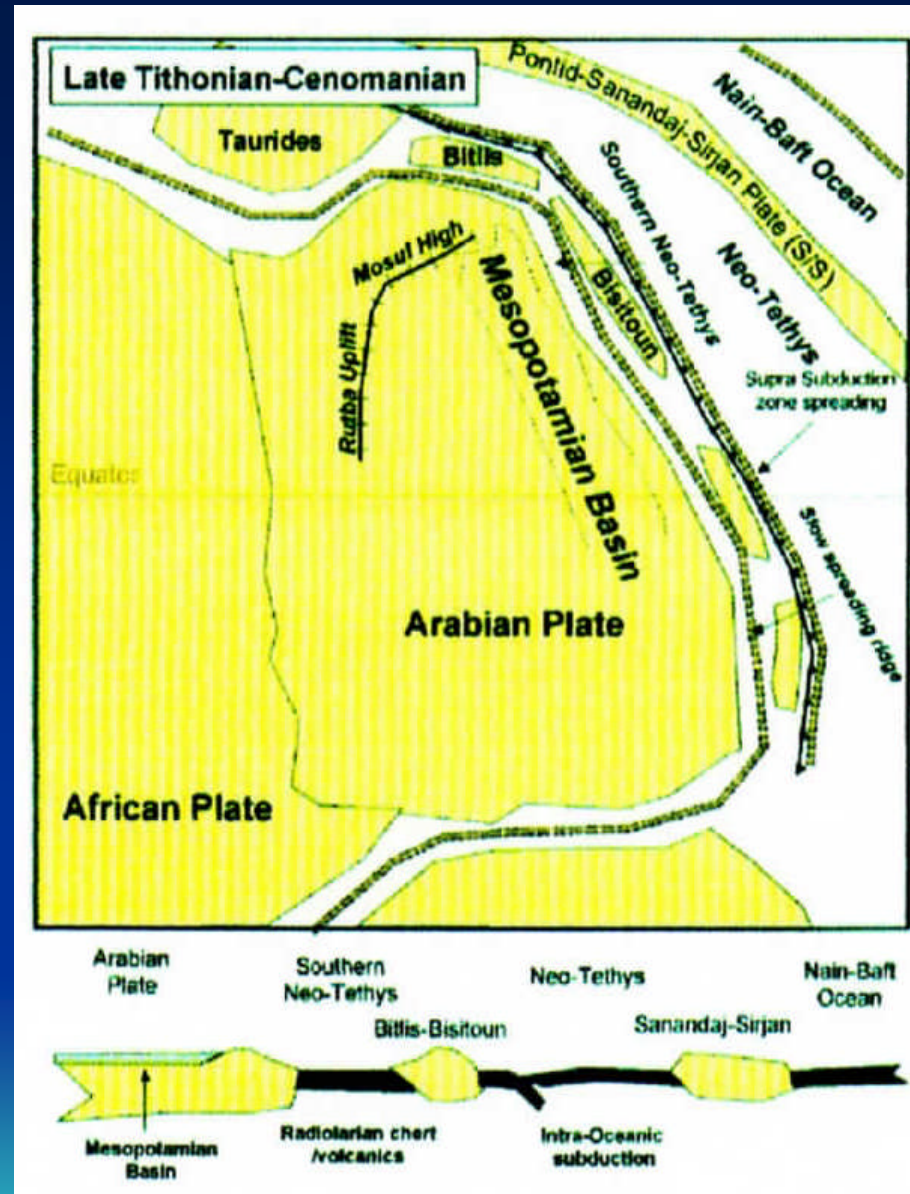 Late Tithonian-Cenomanian
Pontid-Sanandaj-Sirjan Plate (S/S)
Nain-Baft Ocean
Taurides
Bitlis
Southern Neo-Tethys
Neo-Tethys
Mosul High
Bisitoun
Mesopotamian Basin
Rutba Uplift
Supra Subduction
zone spreading
Equator
Slow spreading ridge
Arabian Plate
African Plate
Arabian
Plate
Southern
Neo-Tethys
Neo-Tethys
Nain-Baft
Ocean
Bitlis-Bisitoun
Sanandaj-Sirjan
Mesopotamian
Basin
Radiolarian chert
/volcanics
Intra-Oceanic
subduction